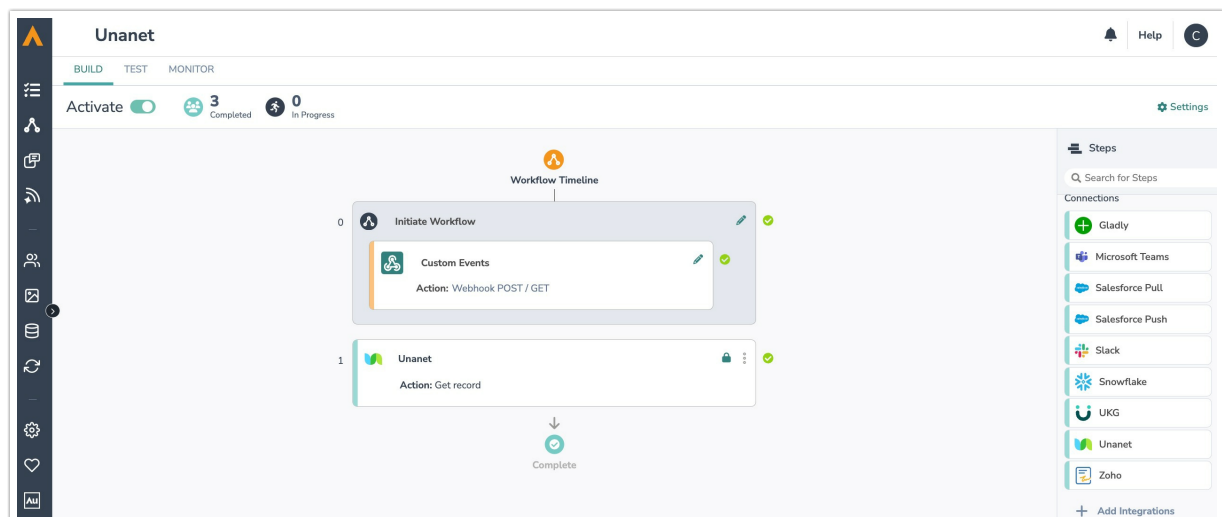 Unanet
Help
C
BUILD TEST MONITOR
Activate
3
Completed
0
In Progress
Settings
Workflow Timeline
0
Initiate Workflow
Custom Events
Action: Webhook POST / GET
1
Unanet
Action: Get record
Complete
Steps
Search for Steps
Connections
Gladly
Microsoft Teams
Salesforce Pull
Salesforce Push
Slack
Snowflake
UKG
Unanet
Zoho
+ Add Integrations
Au